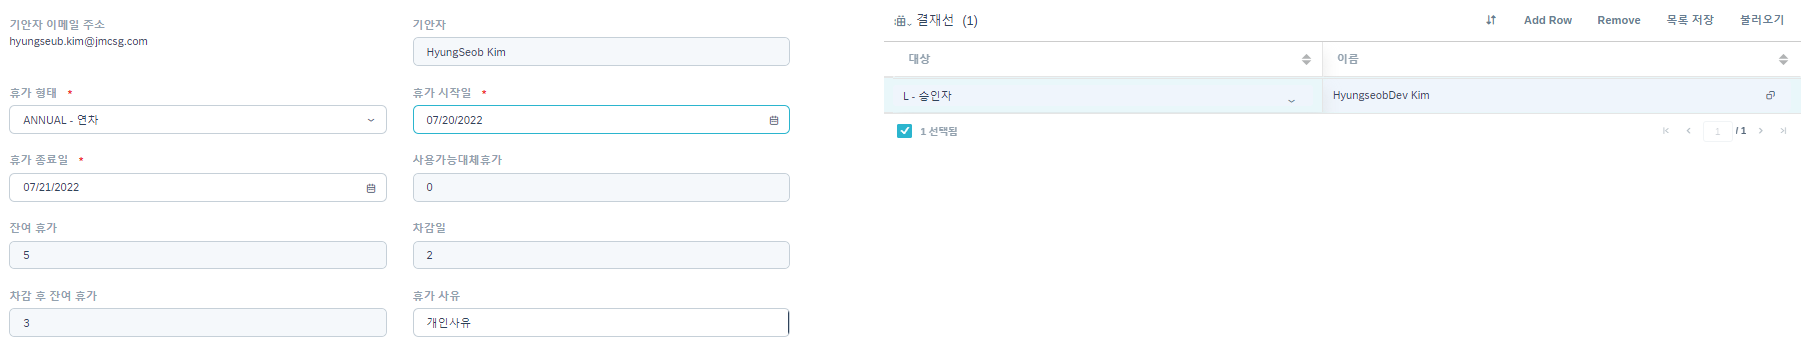 기안자 이메일 주소
hyungseub.kim@jmcsg.com
기안자
HyungSeob Kim
휴가 형태 *
ANNUAL - 연차
휴가 시작일 *
07/20/2022
휴가 종료일 *
07/21/2022
사용가능대체휴가
0
잔여 휴가
5
차감일
2
차감 후 잔여 휴가
3
휴가 사유
개인사유
결재선 (1)
Add Row Remove 목록 저장 불러오기
대상 이름
L - 승인자 HyungseobDev Kim
1 선택됨 1 / 1